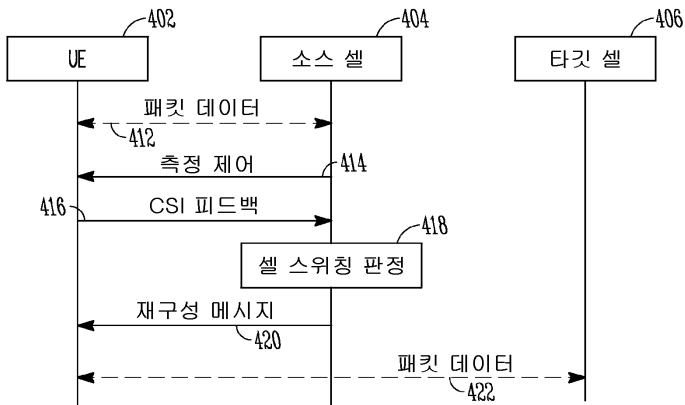 402
404
406
UE
소스 셀
타깃 셀
패킷 데이터
412
측정 제어
414
416
CSI 피드백
418
셀 스위칭 판정
재구성 메시지
420
패킷 데이터
422